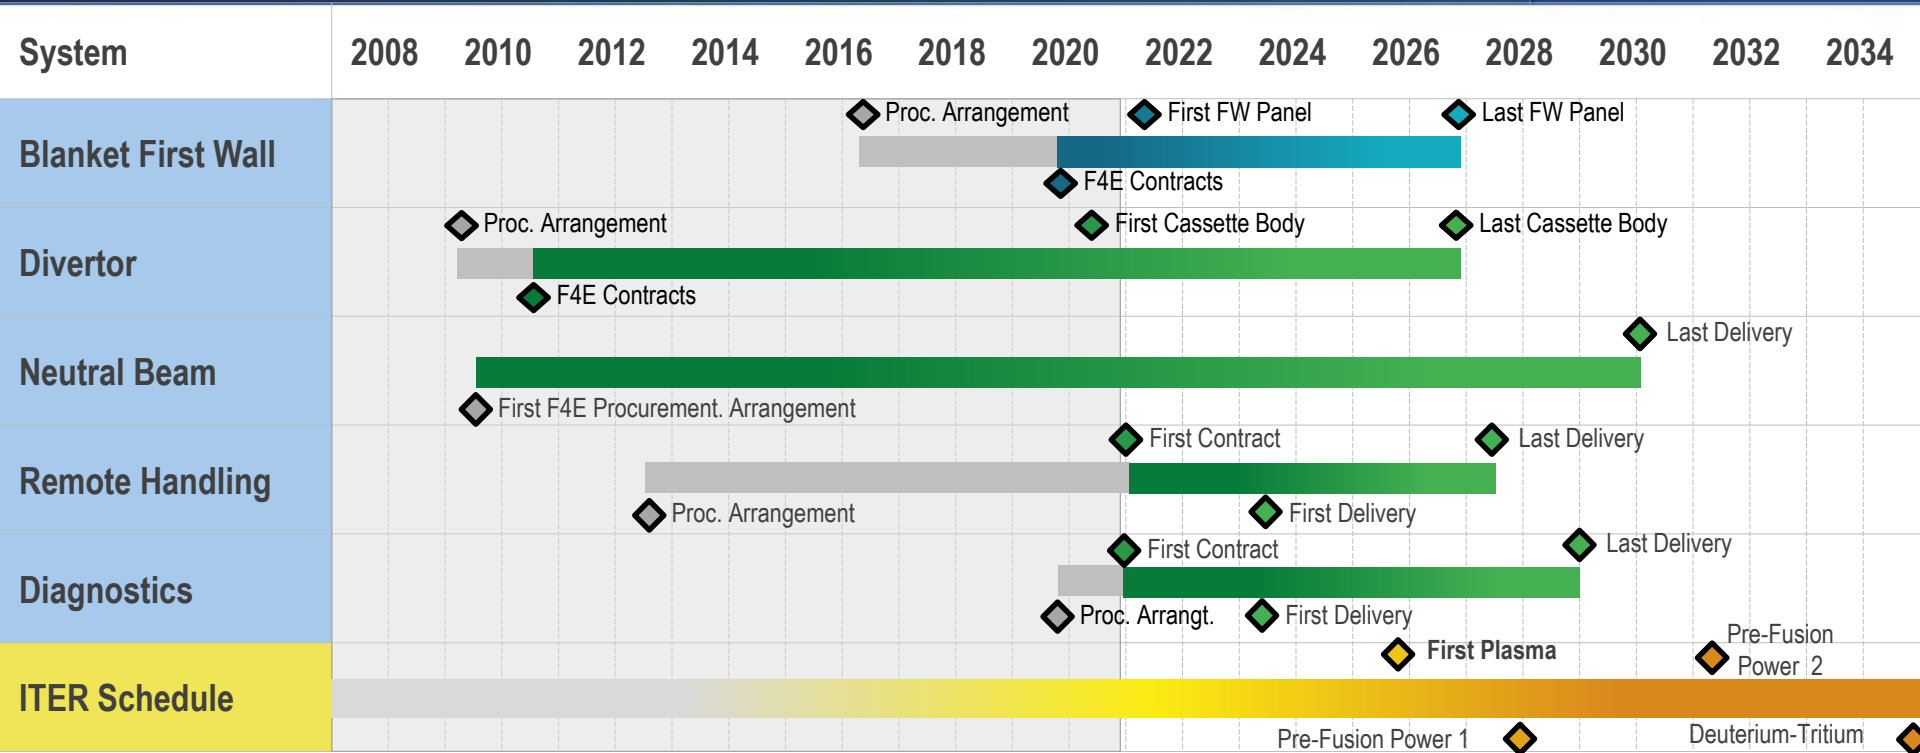 System 2008 2010 2012 2014 2016 2018 2020 2022 2024 2026 2028 2030 2032 2034
Proc. Arrangement First FW Panel Last FW Panel
Blanket First Wall
F4E Contracts
Proc. Arrangement First Cassette Body Last Cassette Body
Divertor
F4E Contracts
Last Delivery
Neutral Beam
First F4E Procurement. Arrangement
First Contract Last Delivery
Remote Handling
Proc. Arrangement First Delivery
First Contract Last Delivery
Diagnostics
Proc. Arrangt. First Delivery
First Plasma Pre-Fusion
Power 2
ITER Schedule
Pre-Fusion Power 1 Deuterium-Tritium